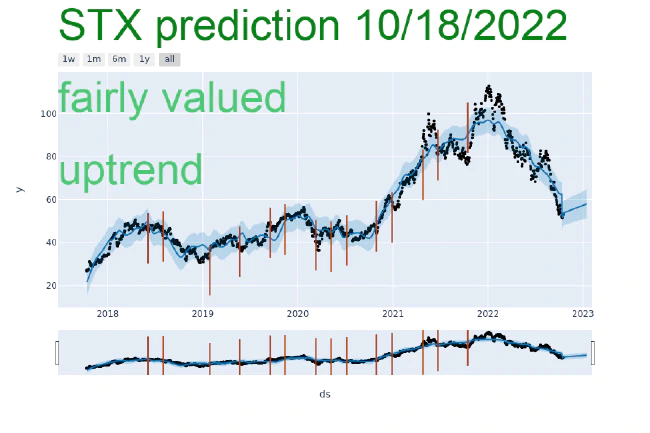 STX prediction 10/18/2022
1w 1m 6m 1y all
fairly valued
uptrend
y
100
80
60
40
20
2018 2019 2020 2021 2022 2023
ds